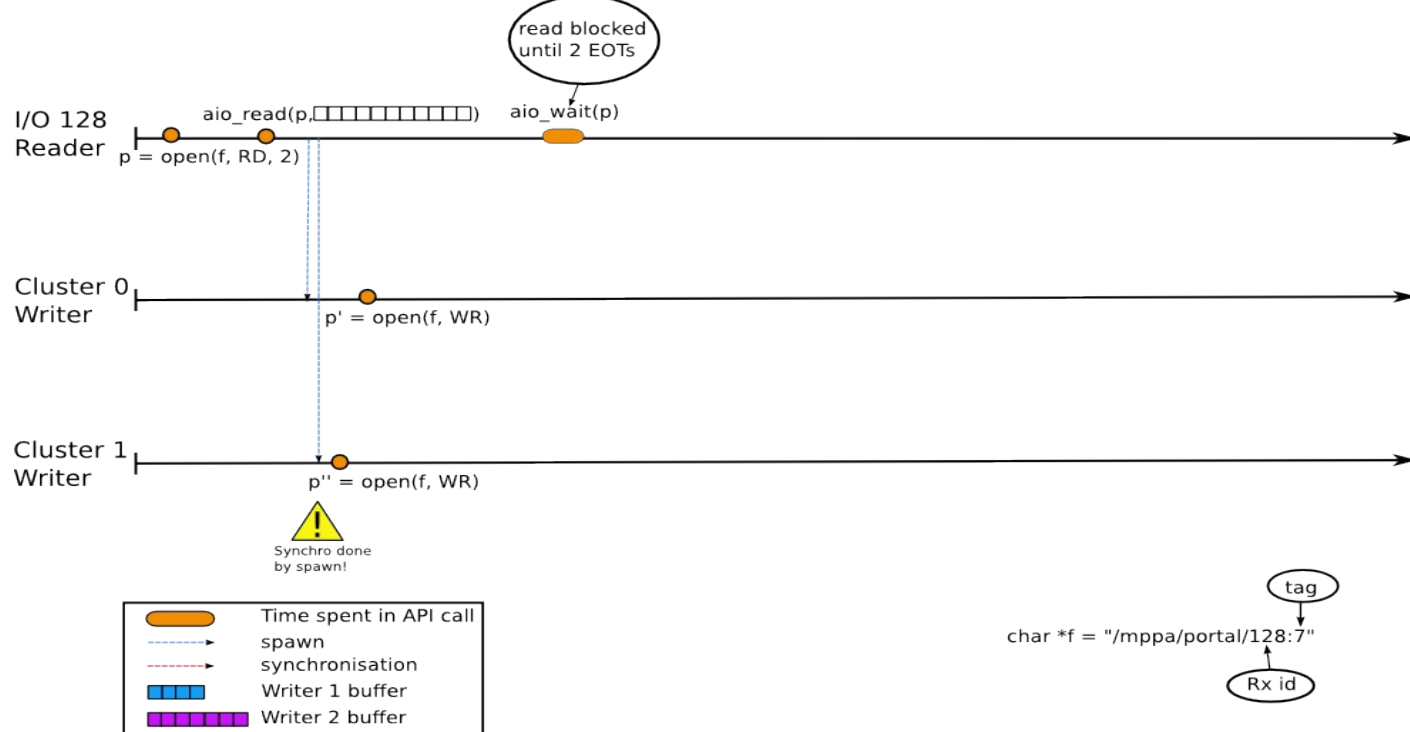 read blocked
until 2 EOTs
I/O 128
Reader
aio_read(p, )
aio_wait(p)
p = open(f, RD, 2)
Cluster 0
Writer
p' = open(f, WR)
Cluster 1
Writer
p'' = open(f, WR)
!
Synchro done
by spawn!
Time spent in API call
spawn
synchronisation
Writer 1 buffer
Writer 2 buffer
tag
char *f = "/mppa/portal/128:7"
Rx id